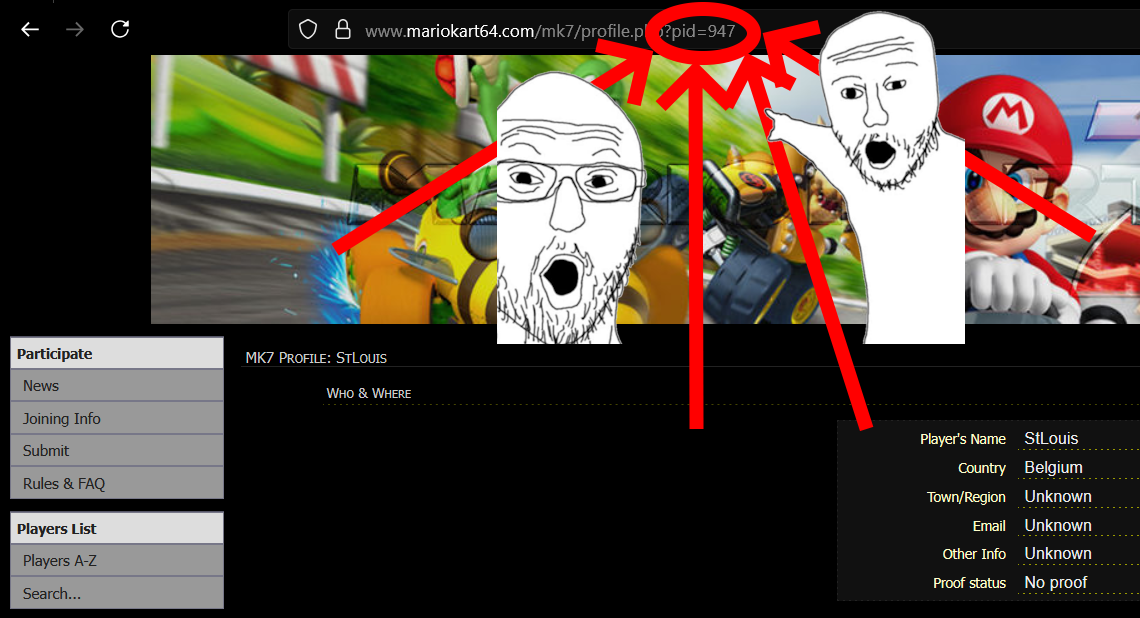 www.mariokart64.com/mk7/profile.php?pid=947
M
Participate
News
Joining Info
Submit
Rules & FAQ
Players List
Players A-Z
Search...
MK7 Profile: StLouis
Who & Where
Player's Name StLouis
Country Belgium
Town/Region Unknown
Email Unknown
Other Info Unknown
Proof status No proof